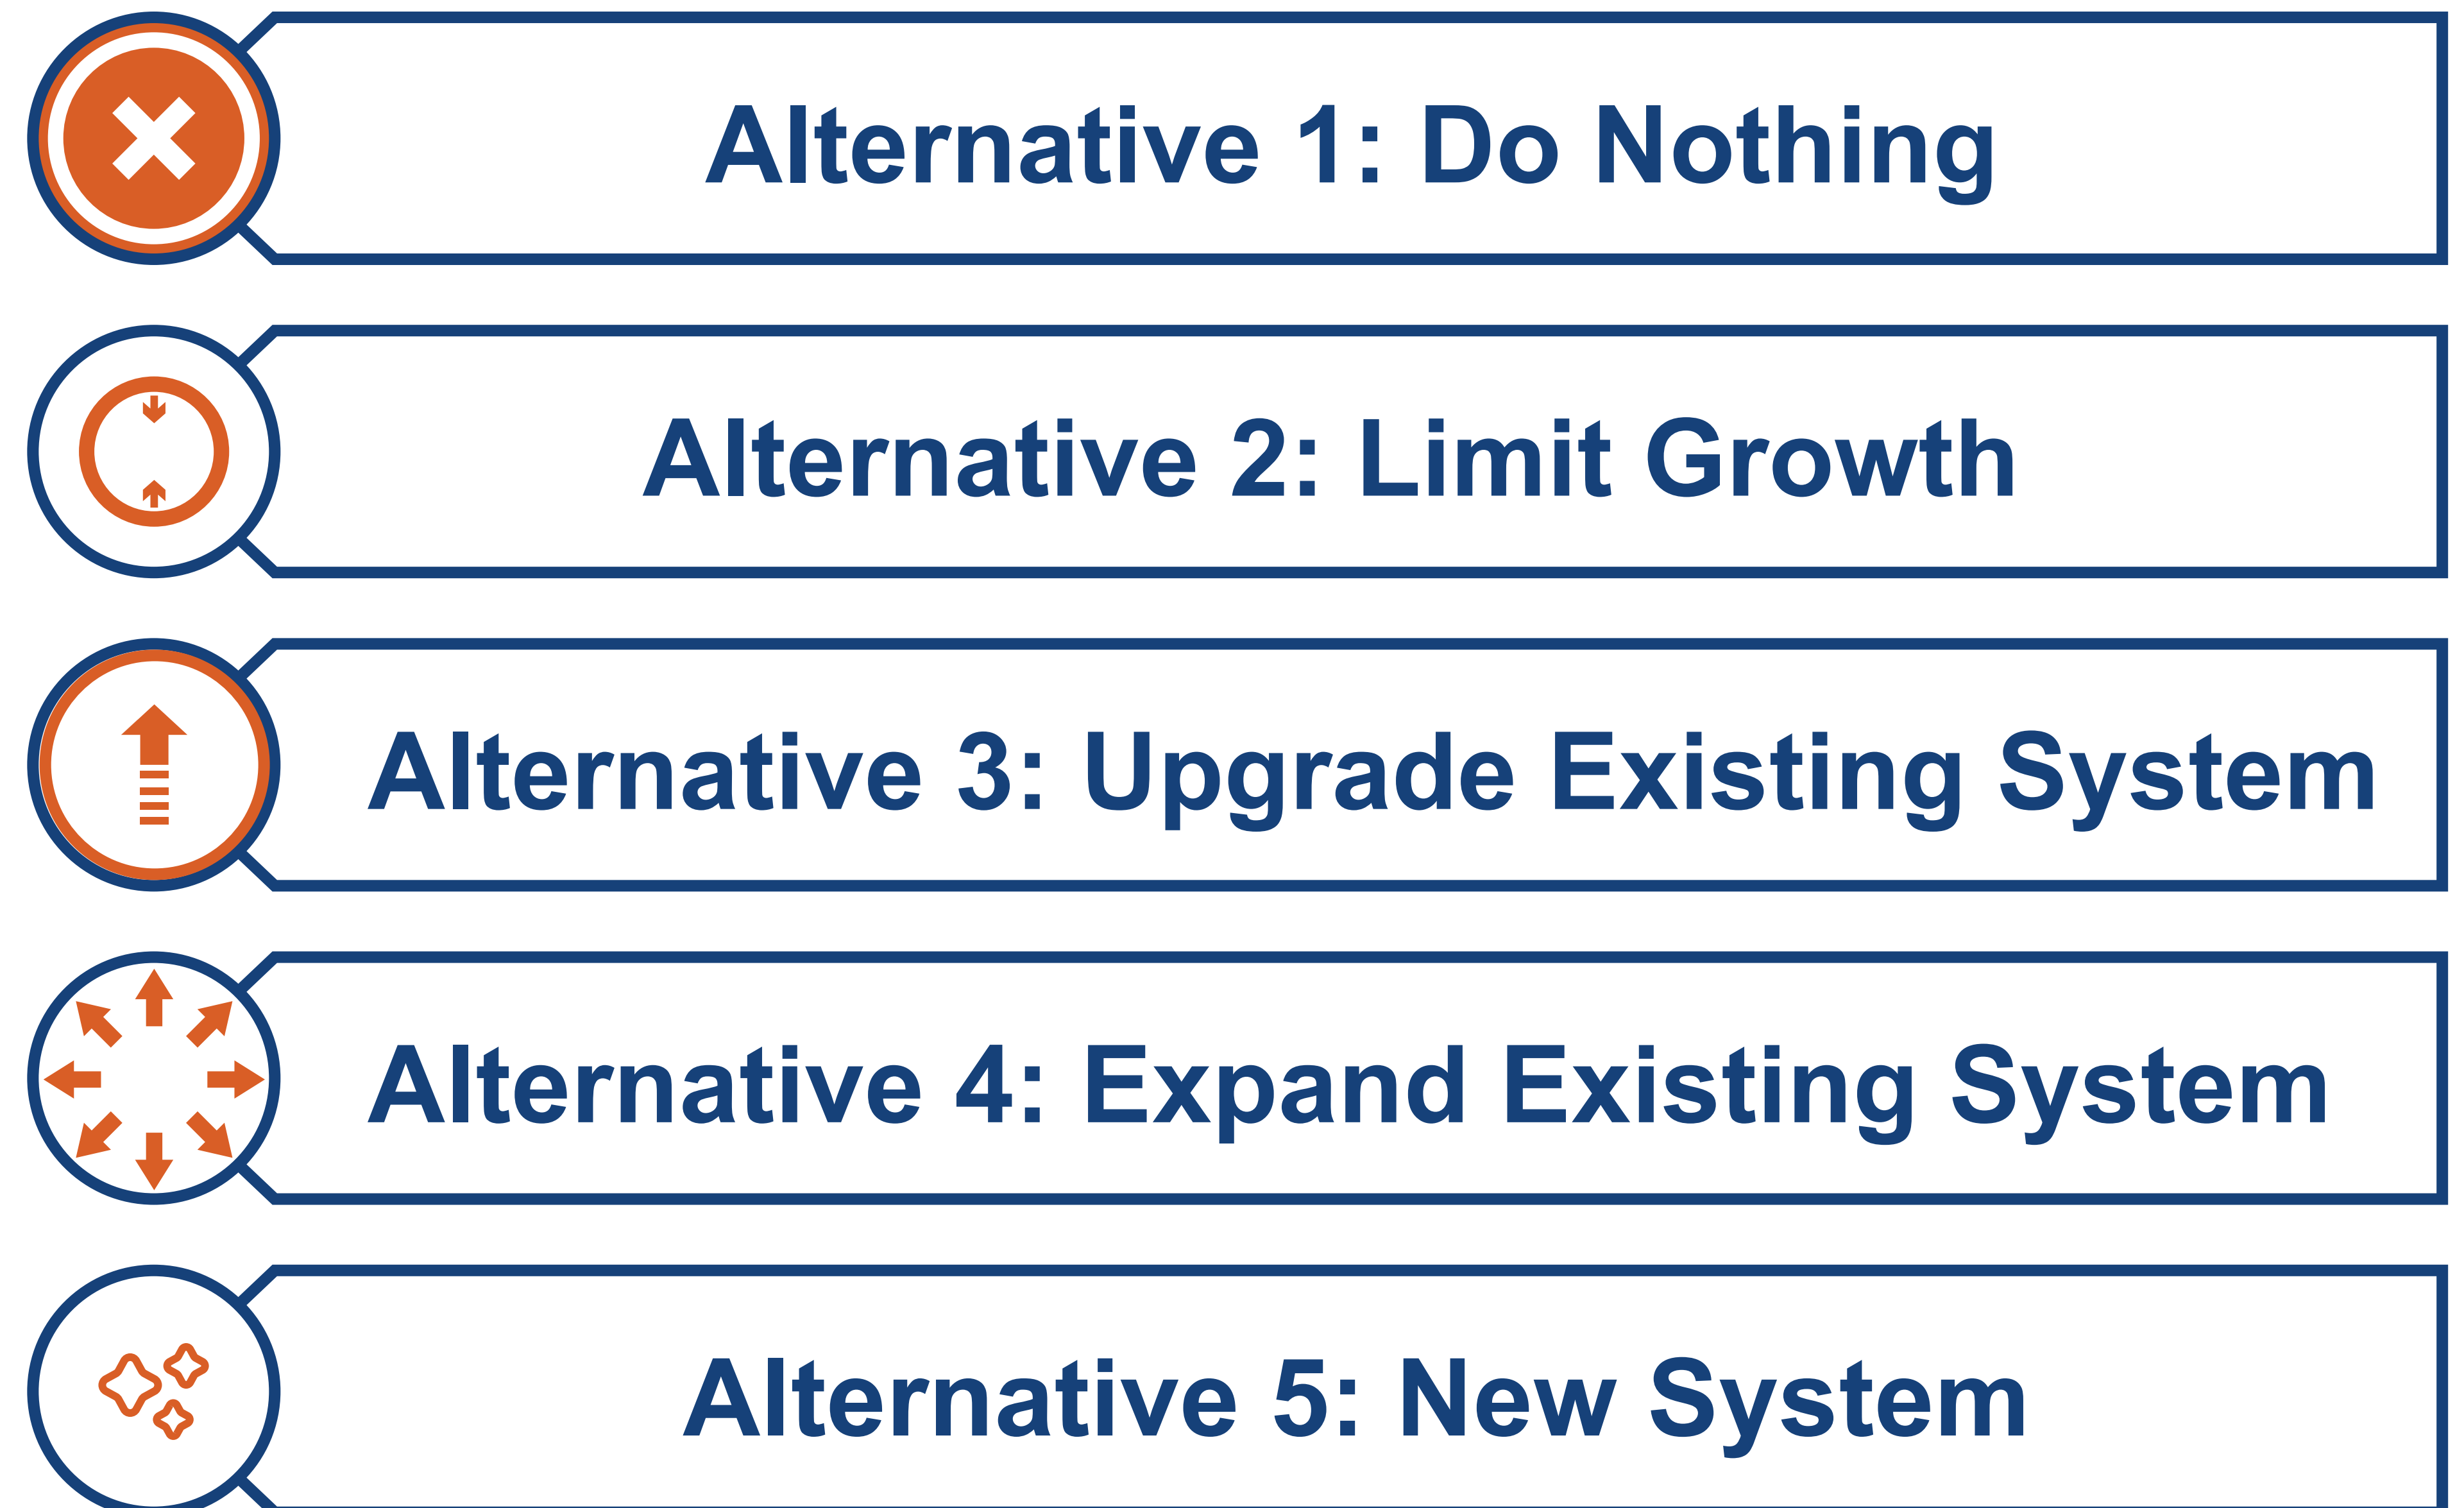 Alternative 1: Do Nothing
Alternative 2: Limit Growth
Alternative 3: Upgrade Existing System
Alternative 4: Expand Existing System
Alternative 5: New System